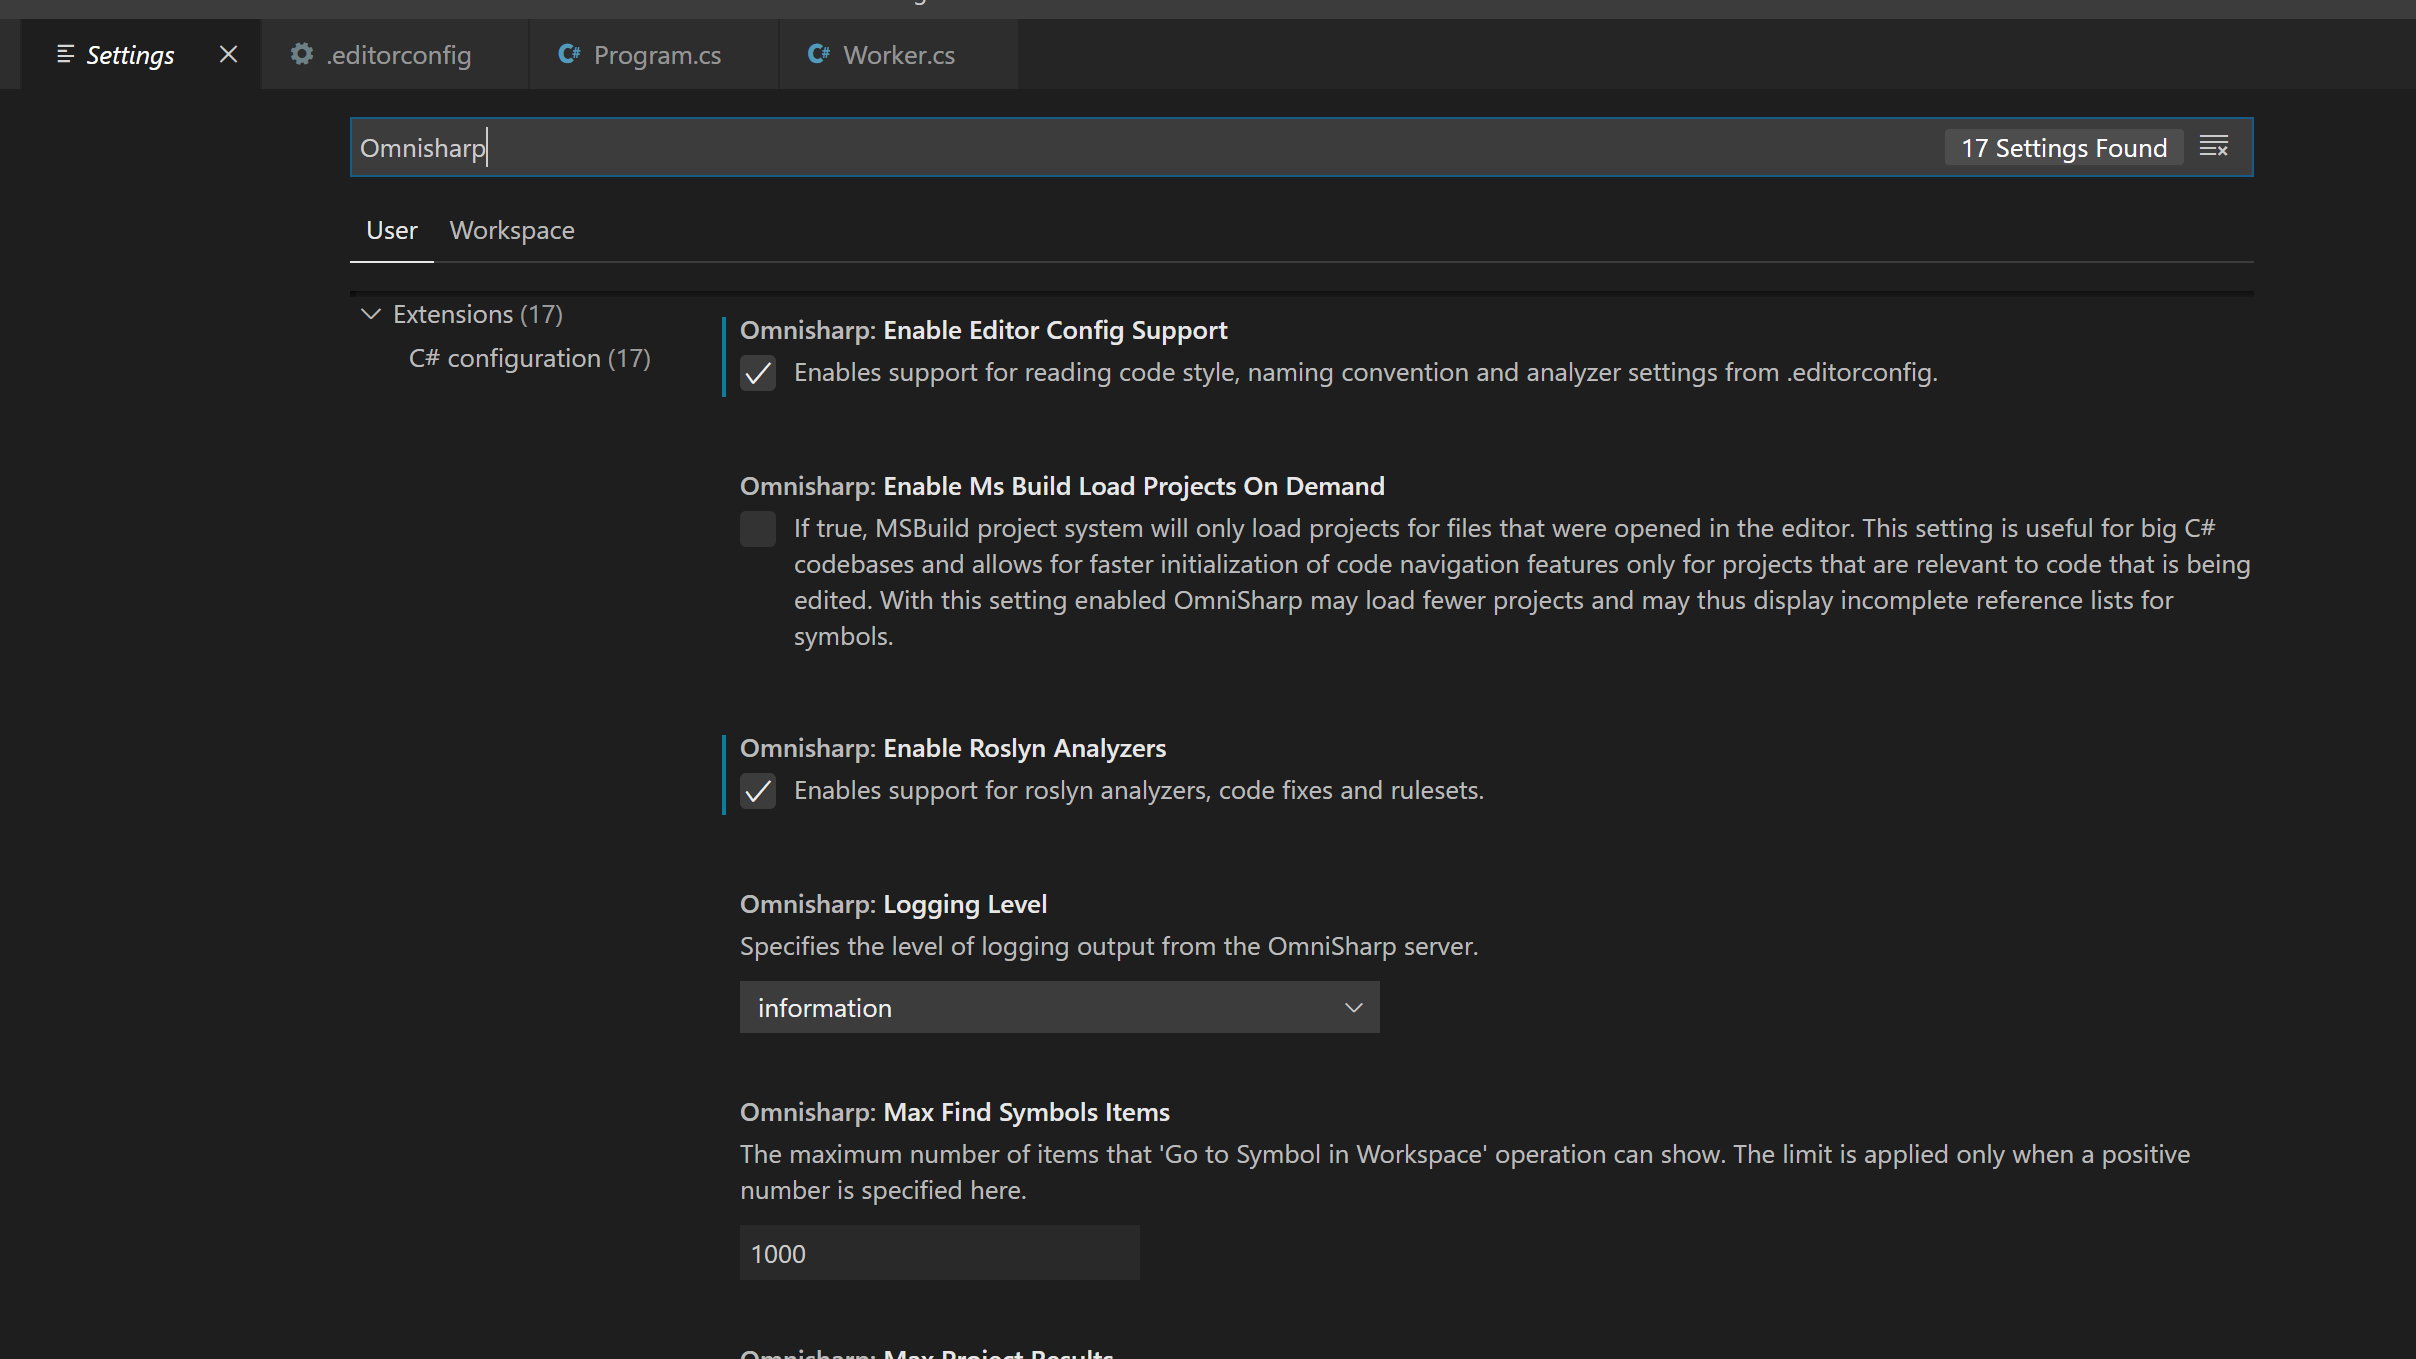 Settings
.editorconfig
C# Program.cs
C# Worker.cs
Omnisharp
17 Settings Found
User
Workspace
Extensions (17)
C# configuration (17)
Omnisharp: Enable Editor Config Support
Enables support for reading code style, naming convention and analyzer settings from .editorconfig.
Omnisharp: Enable Ms Build Load Projects On Demand
If true, MSBuild project system will only load projects for files that were opened in the editor. This setting is useful for big C#
codebases and allows for faster initialization of code navigation features only for projects that are relevant to code that is being
edited. With this setting enabled OmniSharp may load fewer projects and may thus display incomplete reference lists for
symbols.
Omnisharp: Enable Roslyn Analyzers
Enables support for roslyn analyzers, code fixes and rulesets.
Omnisharp: Logging Level
Specifies the level of logging output from the OmniSharp server.
information
Omnisharp: Max Find Symbols Items
The maximum number of items that 'Go to Symbol in Workspace' operation can show. The limit is applied only when a positive
number is specified here.
1000
Omnisharp: Max Project Results